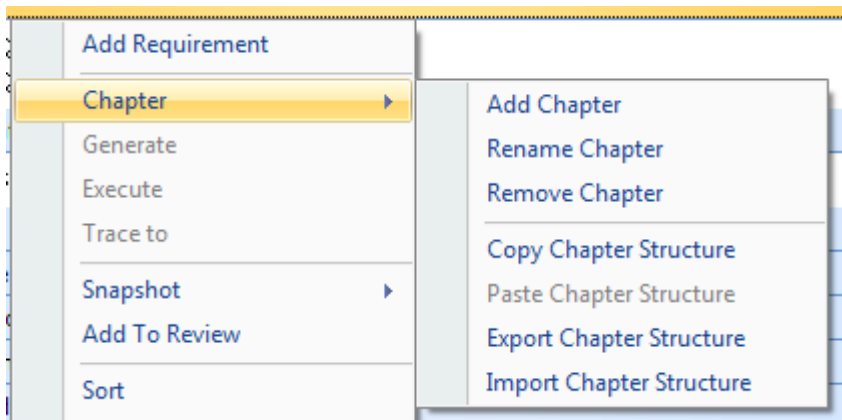 Add Requirement
Chapter
Generate
Execute
Trace to
Snapshot
Add To Review
Sort
Add Chapter
Rename Chapter
Remove Chapter
Copy Chapter Structure
Paste Chapter Structure
Export Chapter Structure
Import Chapter Structure